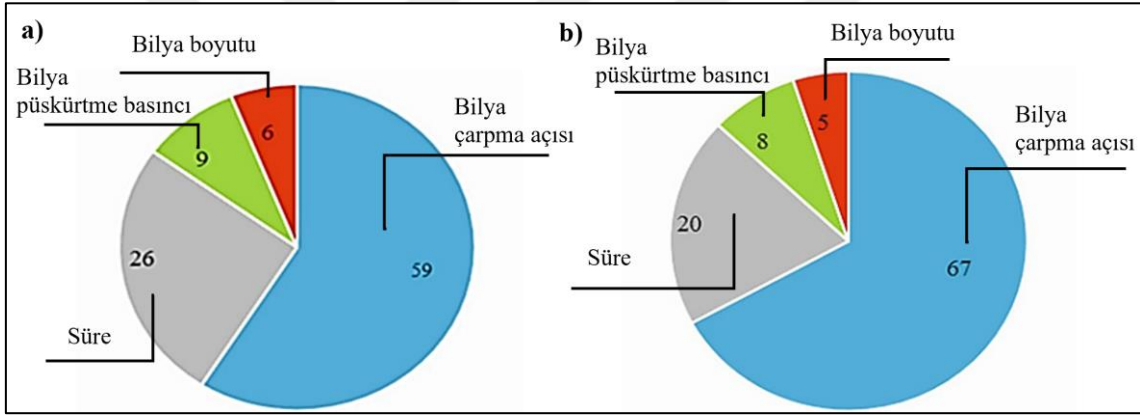 a)
Bilya boyutu
Bilya
püskürtme basıncı
Bilya
çarpma açısı
Süre
6
9
26
59
b)
Bilya boyutu
Bilya
püskürtme basıncı
Bilya
çarpma açısı
Süre
5
8
20
67